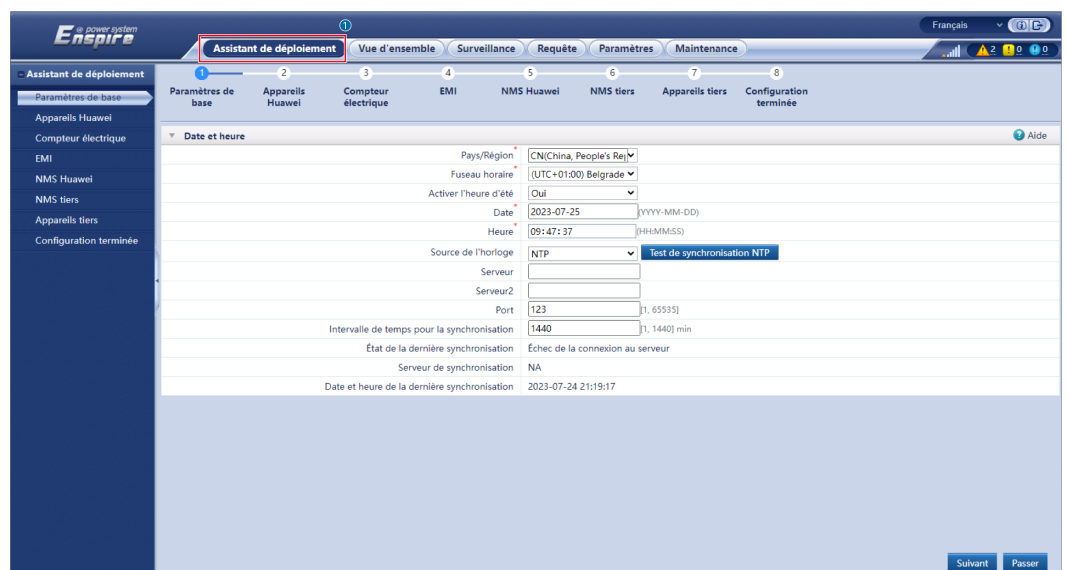 e power system
Enspire
①
Français
Assistant de déploiement
Vue d'ensemble
Surveillance
Requête
Paramètres
Maintenance
2
0
0
Assistant de déploiement
Paramètres de base
Appareils Huawei
Compteur électrique
EMI
NMS Huawei
NMS tiers
Appareils tiers
Configuration terminée
1
2
3
4
5
6
7
8
Paramètres de
base
Appareils
Huawei
Compteur
électrique
EMI
NMS Huawei
NMS tiers
Appareils tiers
Configuration
terminée
Date et heure
Aide
Pays/Région * CN(China, People's Rep
Fuseau horaire * (UTC+01:00) Belgrade
Activer l'heure d'été Oui
Date * 2023-07-25 (YYYY-MM-DD)
Heure * 09:47:37 (HH:MM:SS)
Source de l'horloge NTP Test de synchronisation NTP
Serveur
Serveur2
Port 123 [1, 65535]
Intervalle de temps pour la synchronisation 1440 [1, 1440] min
État de la dernière synchronisation Échec de la connexion au serveur
Serveur de synchronisation NA
Date et heure de la dernière synchronisation 2023-07-24 21:19:17
Suivant Passer